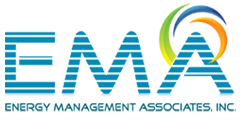 EMA
ENERGY MANAGEMENT ASSOCIATES, INC.